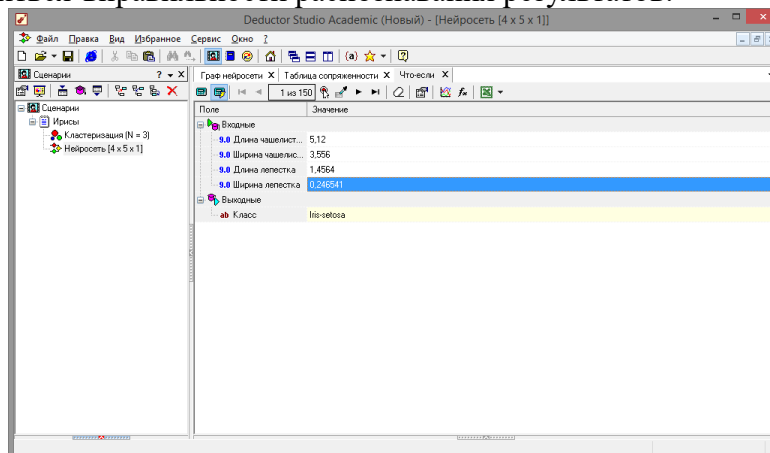 правильности распознавания результатов.
Deductor Studio Academic (Новый) - [Нейросеть [4 x 5 x 1]]
Файл Правка Вид Избранное Сервис Окно ?
Сценарии
Граф нейросети X Таблица сопряженности X Что-если X
1 из 150
Сценарии
Ирисы
Кластеризация (N = 3)
Нейросеть [4 x 5 x 1]
Поле Значение
Входные
9.0 Длина чашелист... 5,12
9.0 Ширина чашелис... 3,556
9.0 Длина лепестка 1,4564
9.0 Ширина лепестка 0,246541
Выходные
ab Класс Iris-setosa